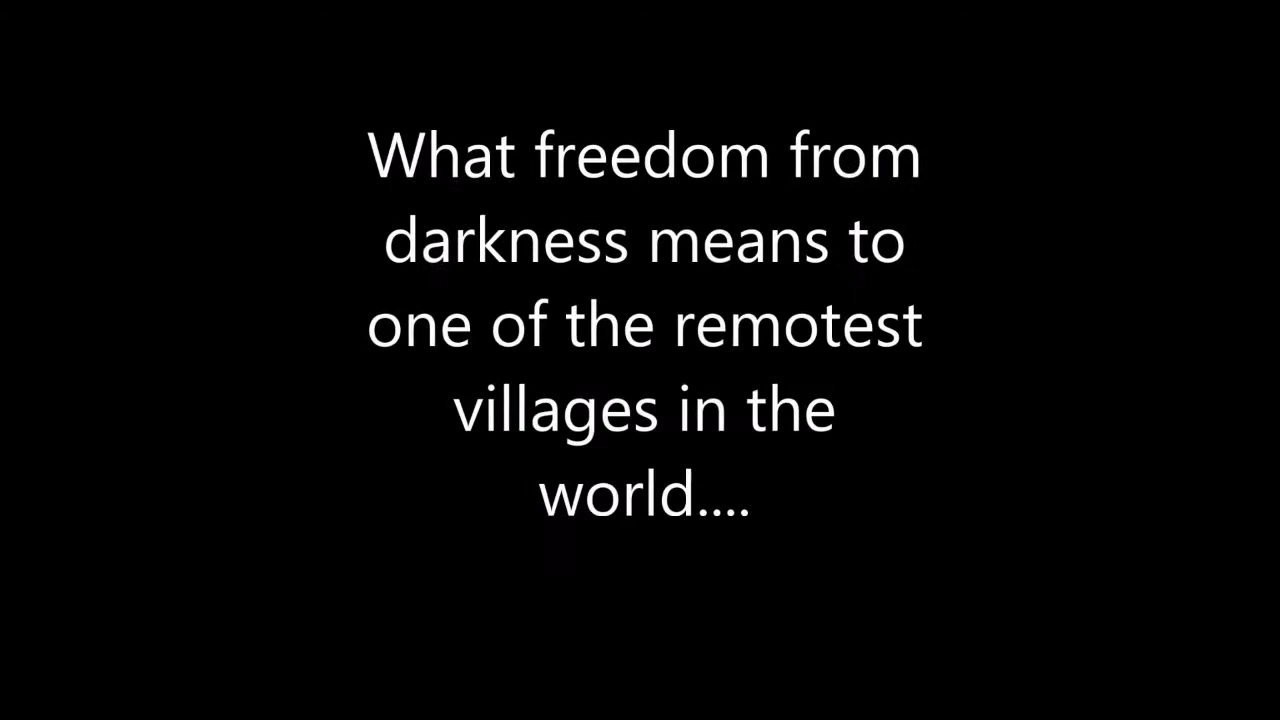 What freedom from
darkness means to
one of the remotest
villages in the
world....